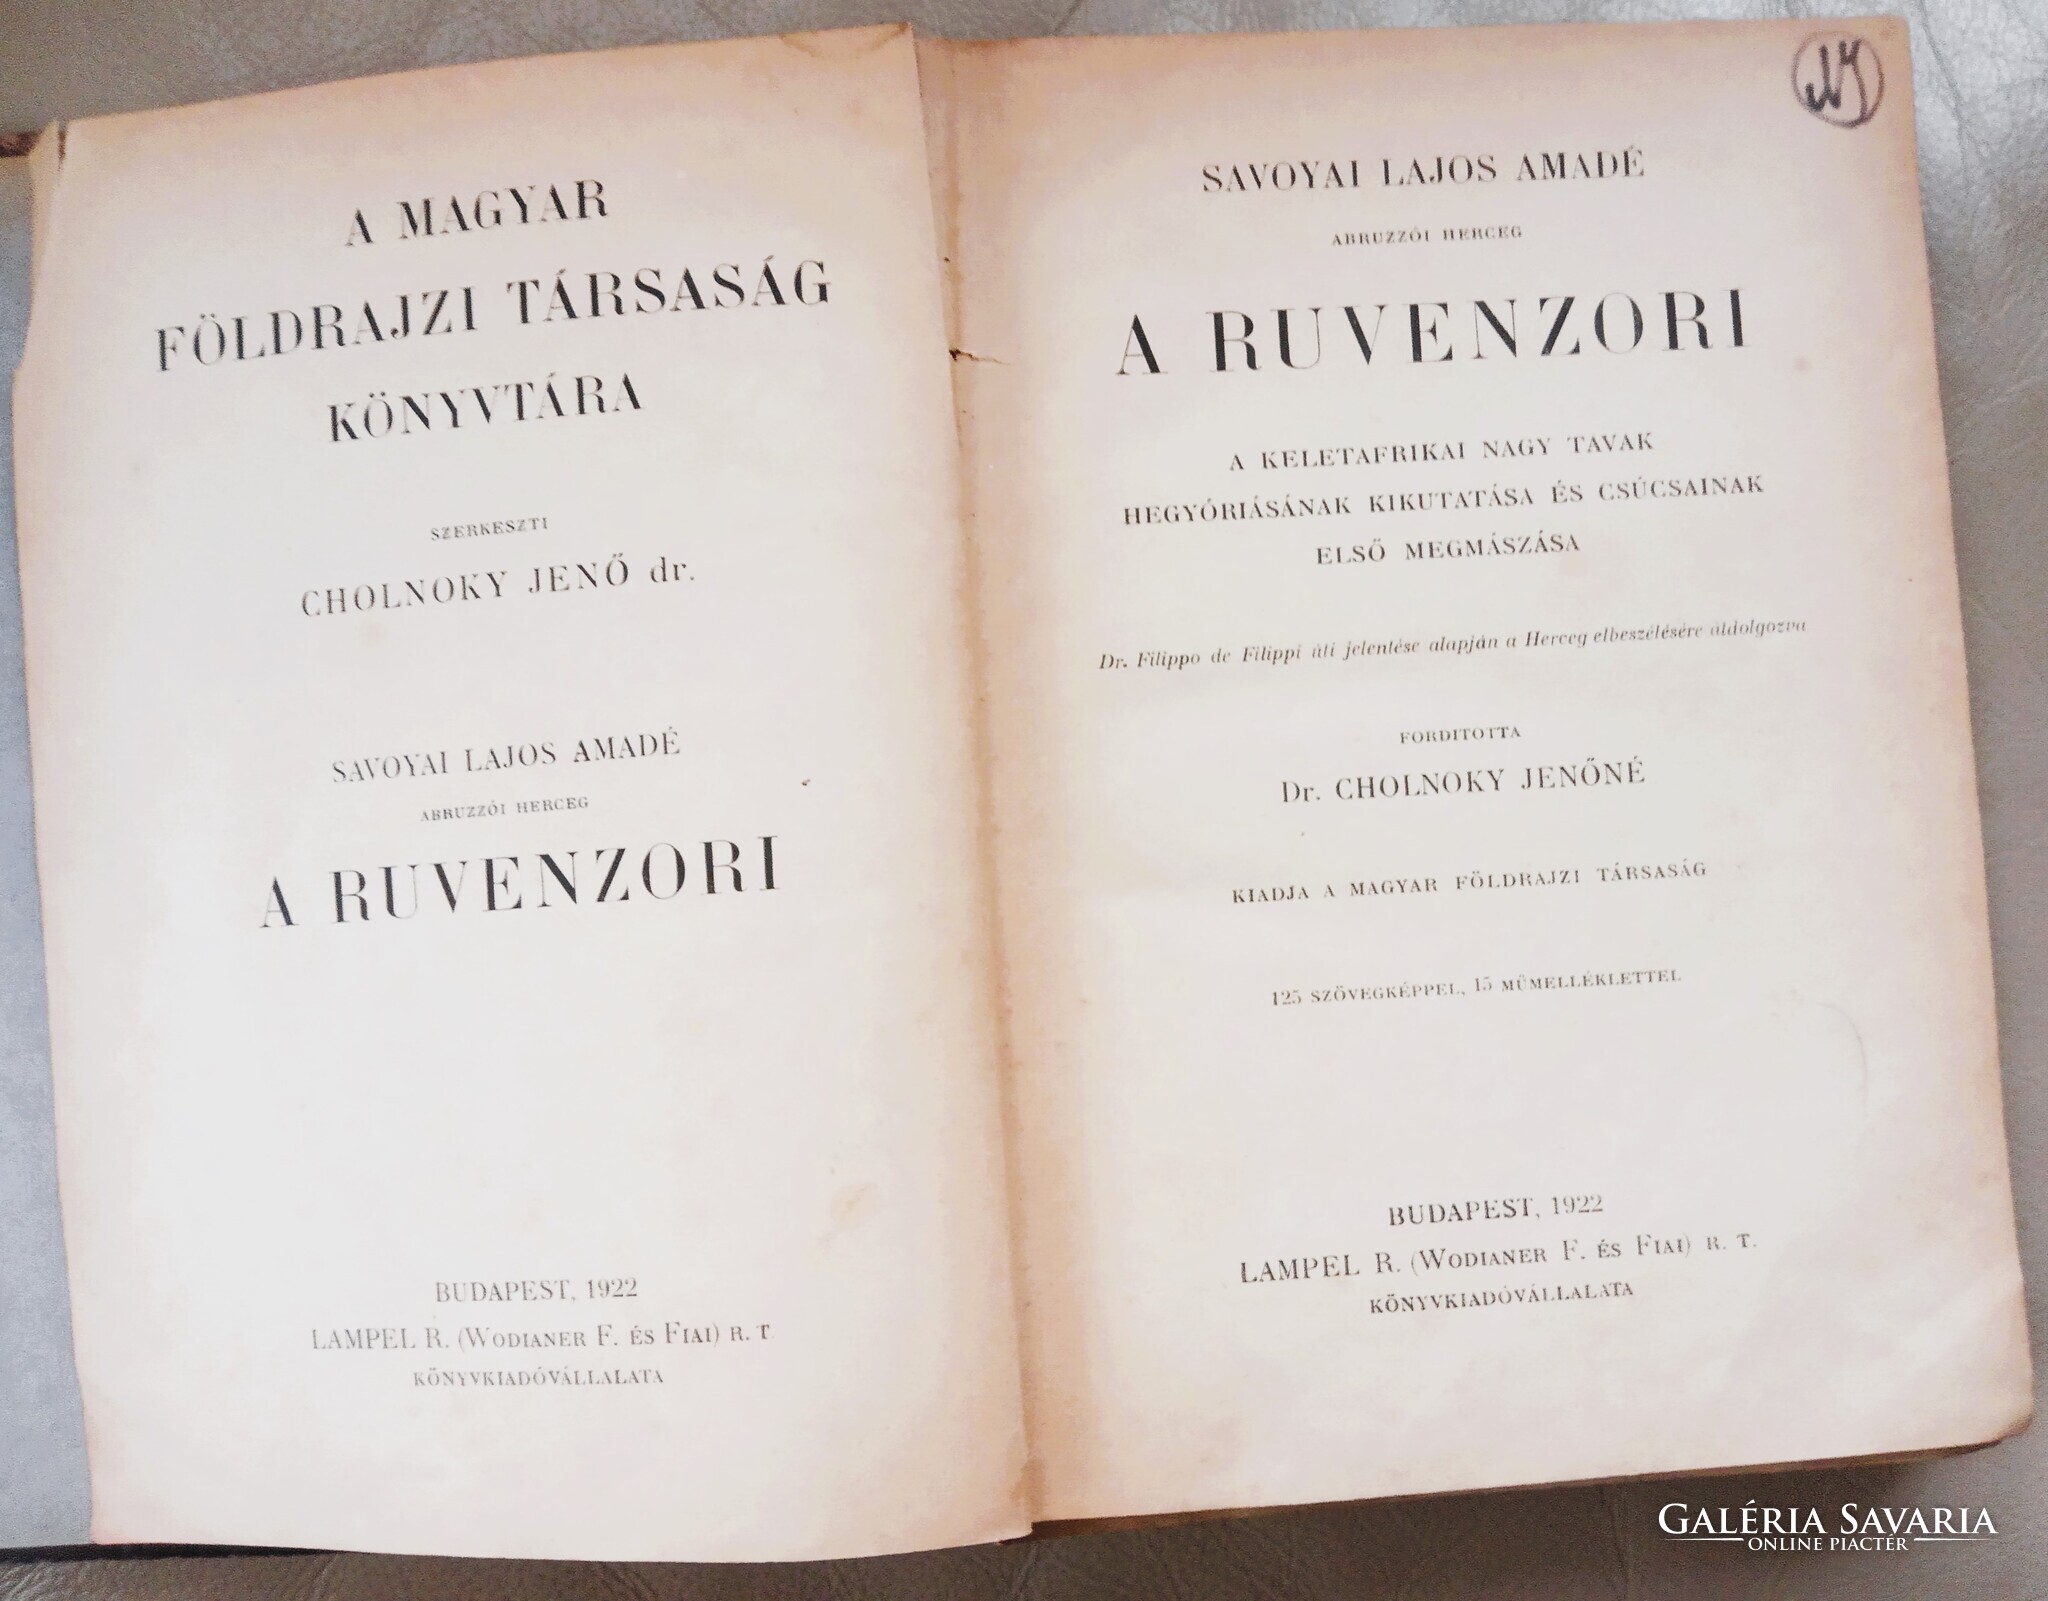 A MAGYAR
FÖLDRAJZI TÁRSASÁG
KÖNYVTÁRA
SZERKESZTI
CHOLNOKY JENŐ dr.
SAVOYAI LAJOS AMADÉ
ABRUZZÓI HERCEG
A RUVENZORI
BUDAPEST, 1922
LAMPEL R. (WODIANER F. ÉS FIAI) R. T.
KÖNYVKIADÓVÁLLALATA
SAVOYAI LAJOS AMADÉ
ABRUZZÓI HERCEG
A RUVENZORI
A KELETAFRIKAI NAGY TAVAK
HEGYÓRIÁSÁNAK KIKUTATÁSA ÉS CSÚCSAINAK
ELSŐ MEGMÁSZÁSA
Dr. Filippo de Filippi úti jelentése alapján a Herceg elbeszélésére átdolgozva
FORDITOTTA
Dr. CHOLNOKY JENŐNÉ
KIADJA A MAGYAR FÖLDRAJZI TÁRSASÁG
125 SZÖVEGKÉPPEL, 15 MŰMELLÉKLETTEL
BUDAPEST, 1922
LAMPEL R. (WODIANER F. ÉS FIAI) R. T.
KÖNYVKIADÓVÁLLALATA
GALÉRIA SAVARIA
ONLINE PIACTÉR